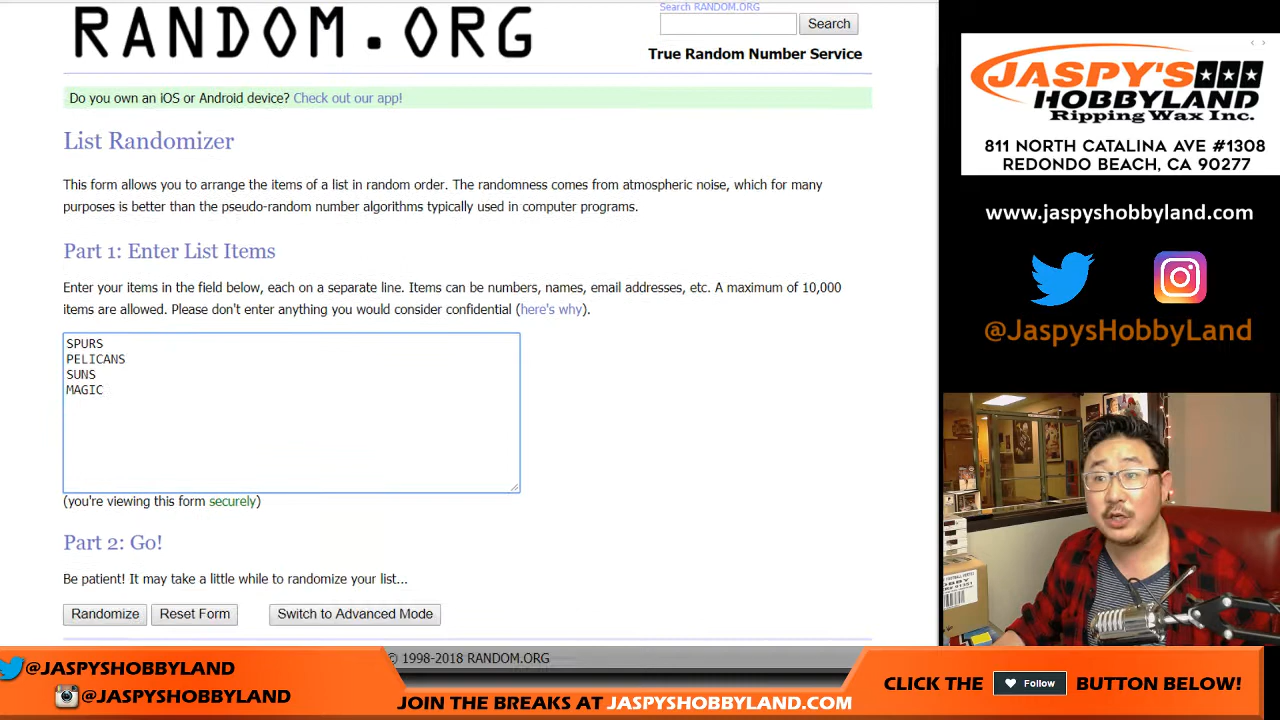 RANDOM.ORG
Search RANDOM.ORG
Search
True Random Number Service
Do you own an iOS or Android device? Check out our app!
List Randomizer
This form allows you to arrange the items of a list in random order. The randomness comes from atmospheric noise, which for many
purposes is better than the pseudo-random number algorithms typically used in computer programs.
Part 1: Enter List Items
Enter your items in the field below, each on a separate line. Items can be numbers, names, email addresses, etc. A maximum of 10,000
items are allowed. Please don't enter anything you would consider confidential (here's why).
SPURS
PELICANS
SUNS
MAGIC
(you're viewing this form securely)
Part 2: Go!
Be patient! It may take a little while to randomize your list...
Randomize Reset Form Switch to Advanced Mode
© 1998-2018 RANDOM.ORG
JASPY'S
HOBBYLAND
Ripping Wax Inc.
811 NORTH CATALINA AVE #1308
REDONDO BEACH, CA 90277
www.jaspyshobbyland.com
@JaspysHobbyLand
@JASPYSHOBBYLAND
@JASPYSHOBBYLAND
JOIN THE BREAKS AT JASPYSHOBBYLAND.COM
CLICK THE Follow BUTTON BELOW!